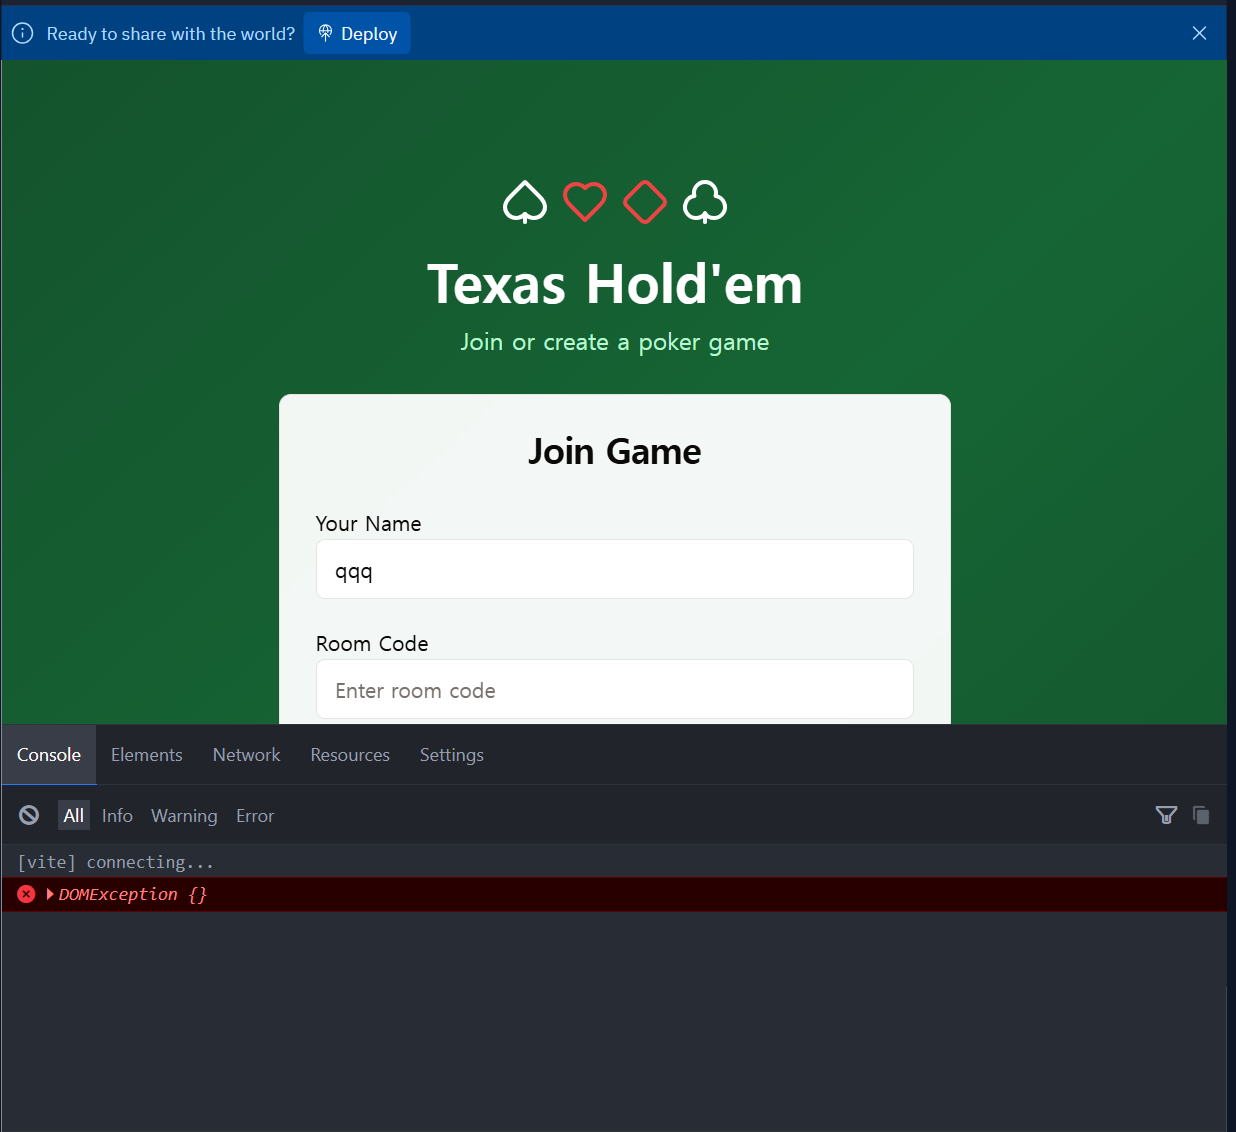 Ready to share with the world? Deploy
Texas Hold'em
Join or create a poker game
Join Game
Your Name
qqq
Room Code
Enter room code
Console Elements Network Resources Settings
All Info Warning Error
[vite] connecting...
DOMException {}